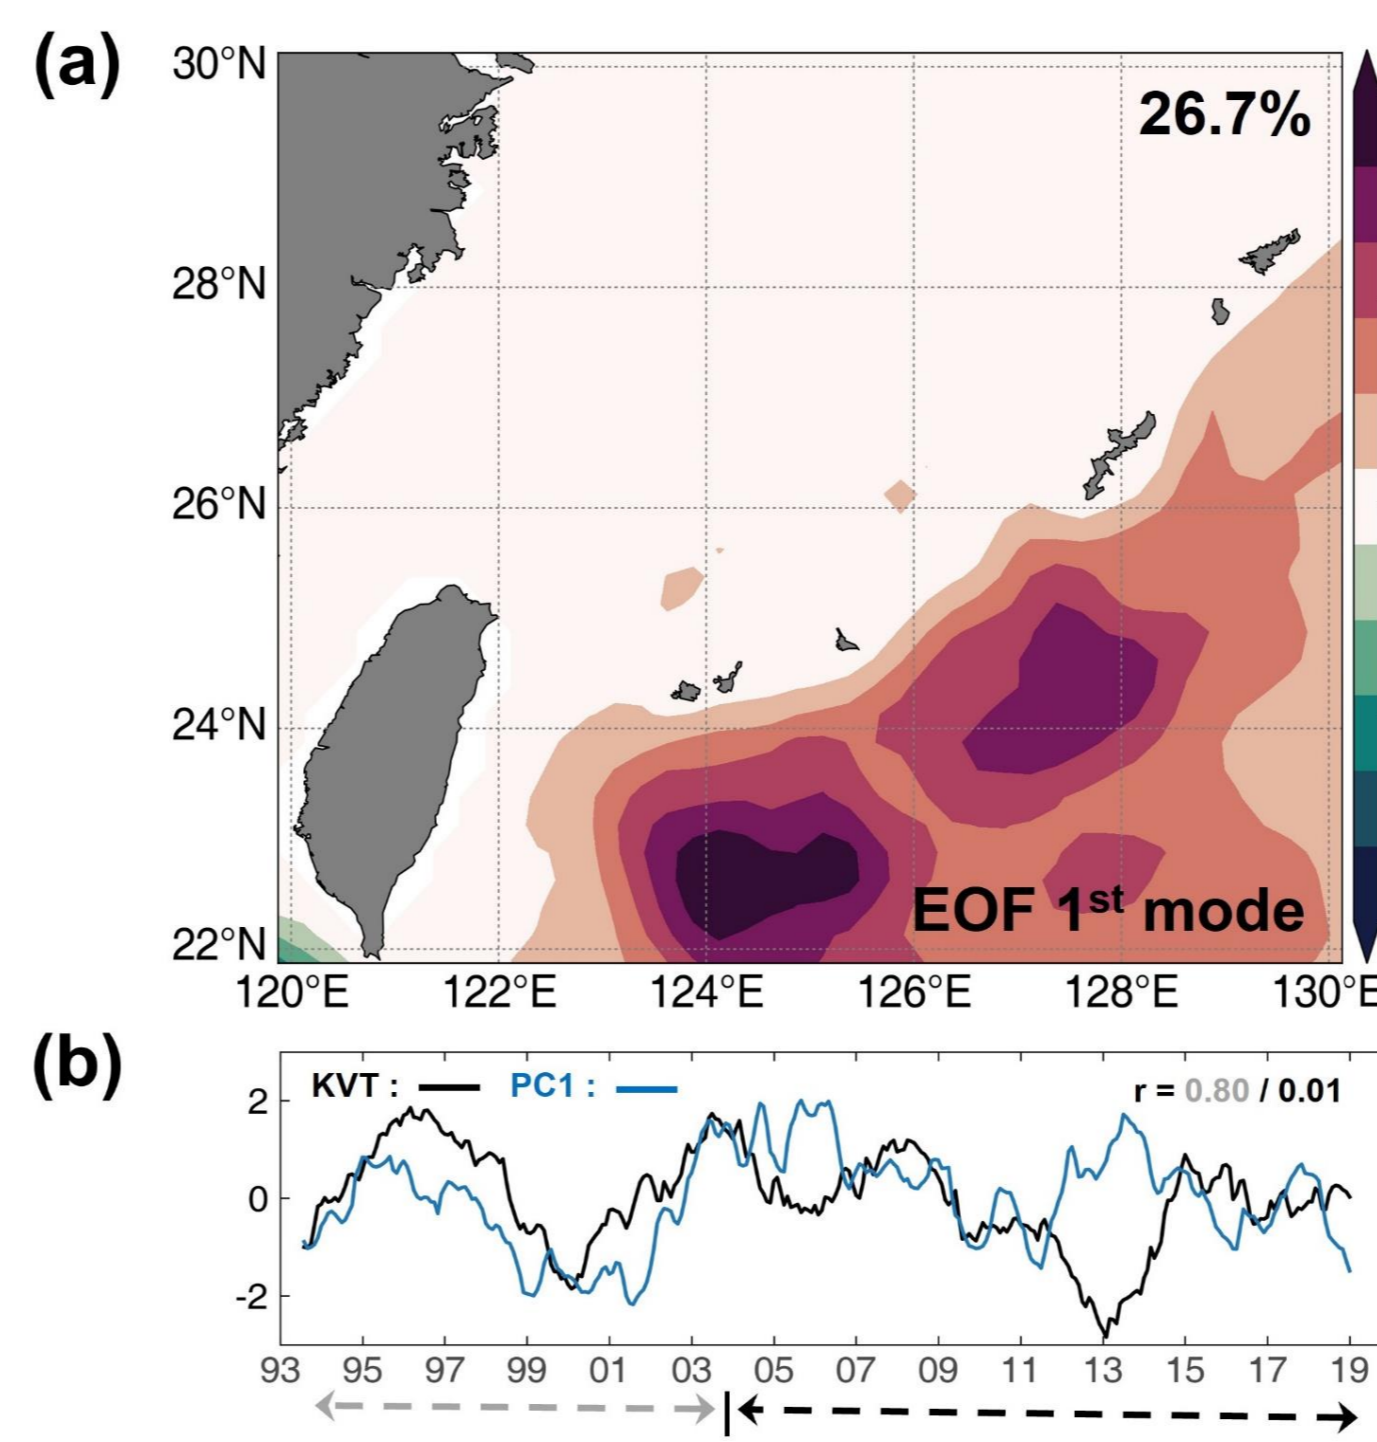 (a)
30°N
26.7%
28°N
26°N
24°N
EOF 1st mode
22°N
120°E 122°E 124°E 126°E 128°E 130°E
(b)
KVT : PC1 : r = 0.80 / 0.01
2
0
-2
93 95 97 99 01 03 05 07 09 11 13 15 17 19